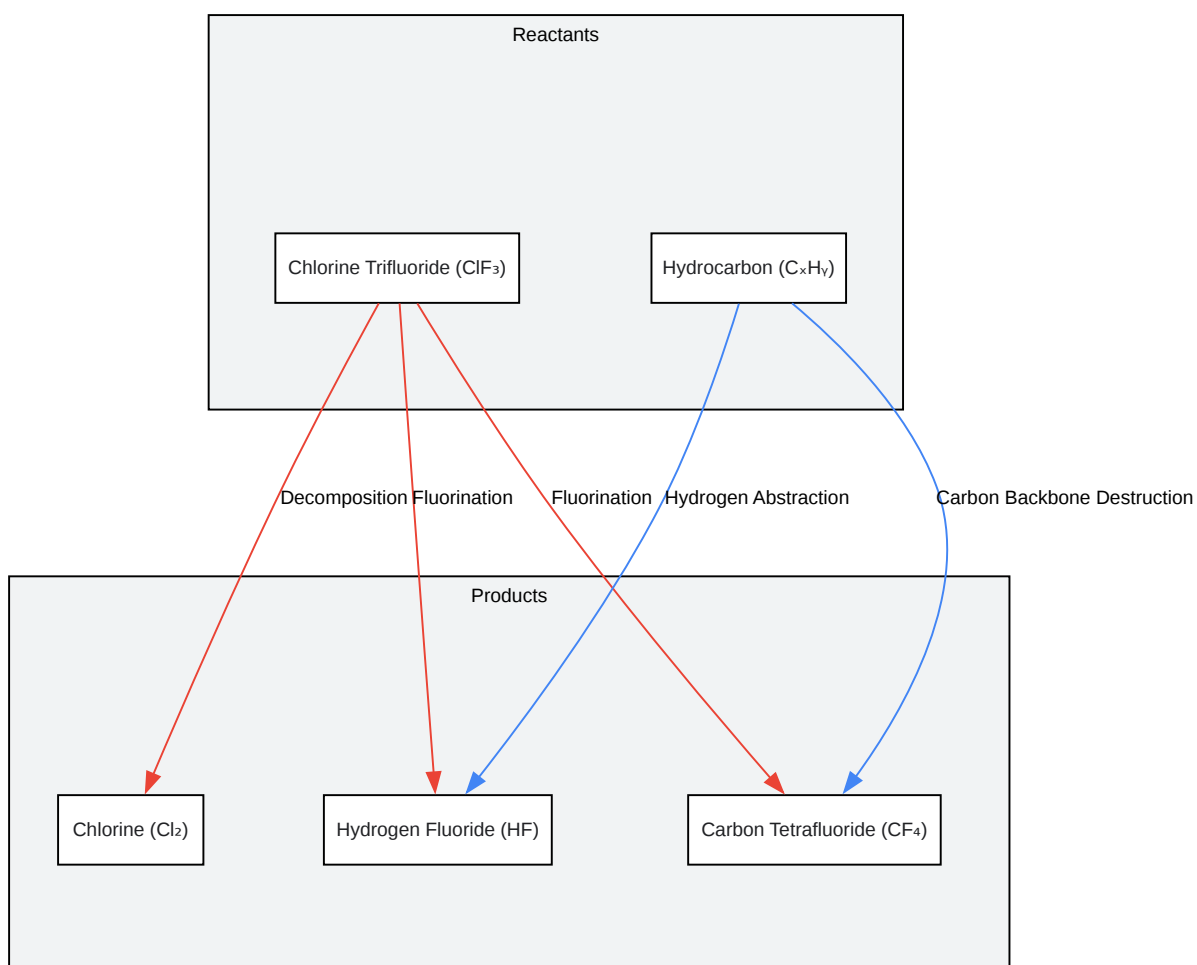 Reactants
Chlorine Trifluoride (ClF₃)
Hydrocarbon (CₓHᵧ)
Decomposition
Fluorination
Fluorination
Hydrogen Abstraction
Carbon Backbone Destruction
Products
Chlorine (Cl₂)
Hydrogen Fluoride (HF)
Carbon Tetrafluoride (CF₄)